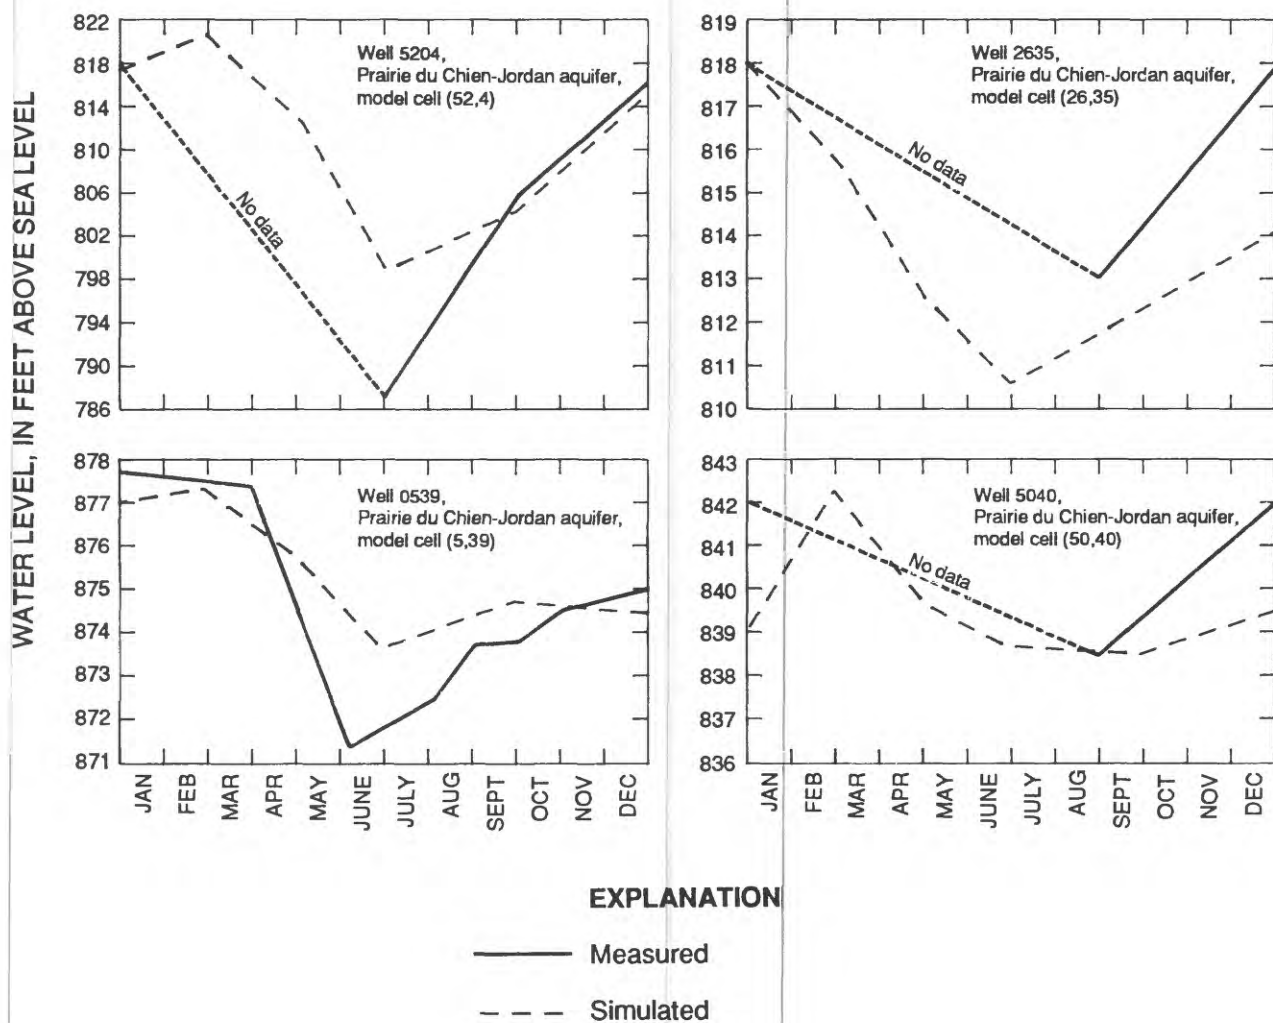 WATER LEVEL, IN FEET ABOVE SEA LEVEL
822
818
814
810
806
802
798
794
790
786
Well 5204,
Prairie du Chien-Jordan aquifer,
model cell (52,4)
No data
819
818
817
816
815
814
813
812
811
810
Well 2635,
Prairie du Chien-Jordan aquifer,
model cell (26,35)
No data
878
877
876
875
874
873
872
871
Well 0539,
Prairie du Chien-Jordan aquifer,
model cell (5,39)
JAN
FEB
MAR
APR
MAY
JUNE
JULY
AUG
SEPT
OCT
NOV
DEC
843
842
841
840
839
838
837
836
Well 5040,
Prairie du Chien-Jordan aquifer,
model cell (50,40)
No data
JAN
FEB
MAR
APR
MAY
JUNE
JULY
AUG
SEPT
OCT
NOV
DEC
EXPLANATION
Measured
Simulated